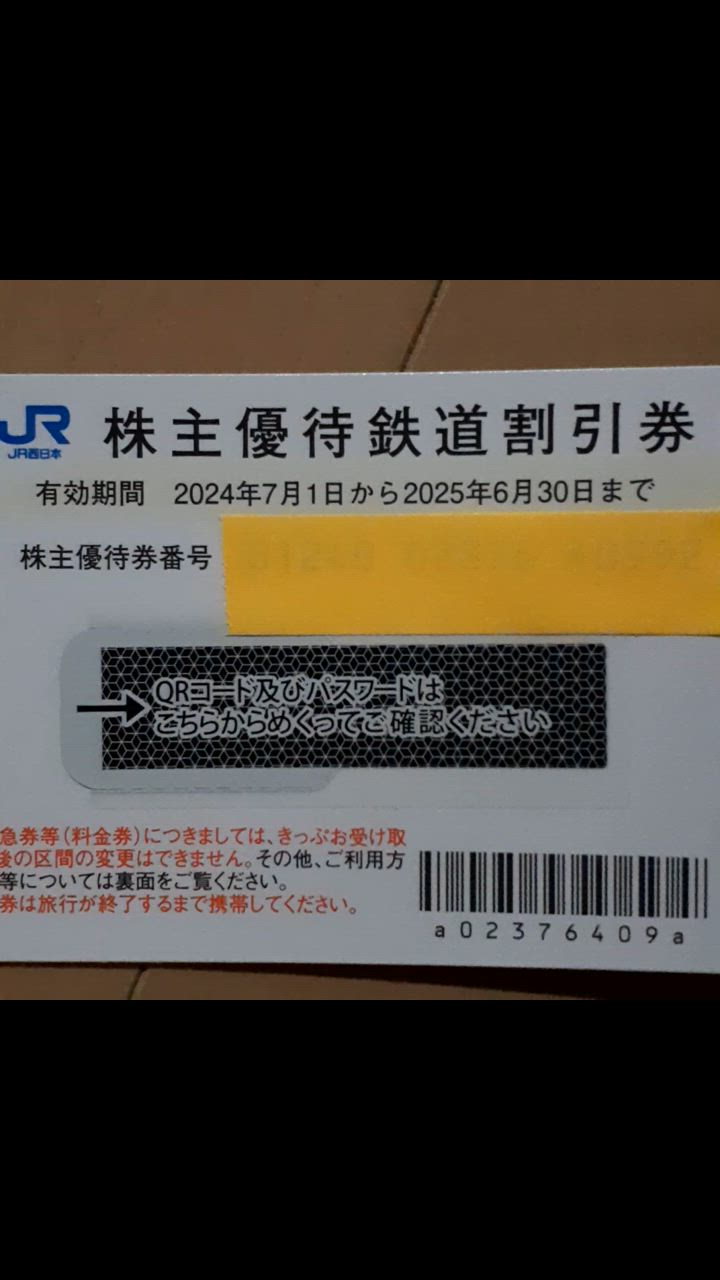 JR
JR西日本
株主優待鉄道割引券
有効期間 2024年7月1日から2025年6月30日まで
株主優待券番号
QRコード及びパスワードは
こちらからめくってご確認ください
急券等(料金券)につきましては、きっぷお受け取
後の区間の変更はできません。その他、ご利用方
等については裏面をご覧ください。
券は旅行が終了するまで携帯してください。
a02376409a